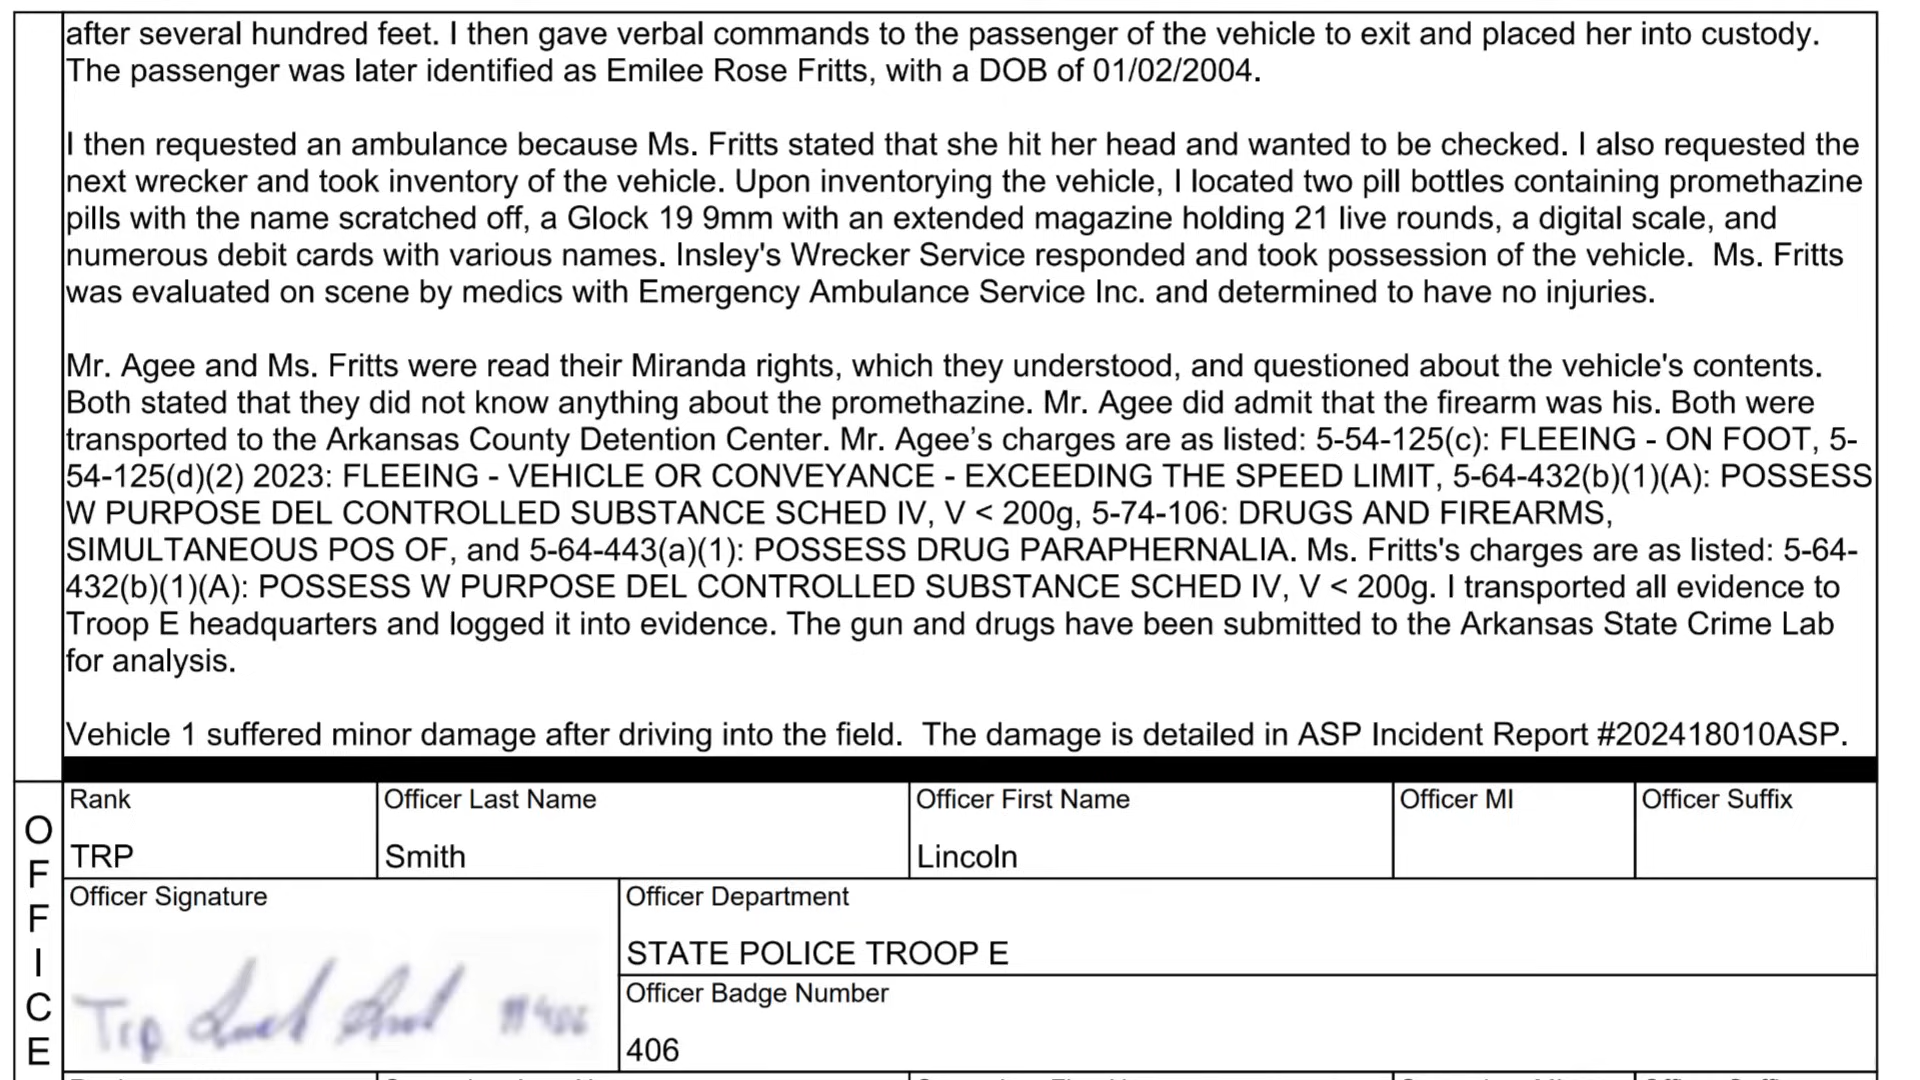 after several hundred feet. I then gave verbal commands to the passenger of the vehicle to exit and placed her into custody.
The passenger was later identified as Emilee Rose Fritts, with a DOB of 01/02/2004.
I then requested an ambulance because Ms. Fritts stated that she hit her head and wanted to be checked. I also requested the
next wrecker and took inventory of the vehicle. Upon inventorying the vehicle, I located two pill bottles containing promethazine
pills with the name scratched off, a Glock 19 9mm with an extended magazine holding 21 live rounds, a digital scale, and
numerous debit cards with various names. Insley's Wrecker Service responded and took possession of the vehicle.  Ms. Fritts
was evaluated on scene by medics with Emergency Ambulance Service Inc. and determined to have no injuries.
Mr. Agee and Ms. Fritts were read their Miranda rights, which they understood, and questioned about the vehicle's contents.
Both stated that they did not know anything about the promethazine. Mr. Agee did admit that the firearm was his. Both were
transported to the Arkansas County Detention Center. Mr. Agee’s charges are as listed: 5-54-125(c): FLEEING - ON FOOT, 5-
54-125(d)(2) 2023: FLEEING - VEHICLE OR CONVEYANCE - EXCEEDING THE SPEED LIMIT, 5-64-432(b)(1)(A): POSSESS
W PURPOSE DEL CONTROLLED SUBSTANCE SCHED IV, V < 200g, 5-74-106: DRUGS AND FIREARMS,
SIMULTANEOUS POS OF, and 5-64-443(a)(1): POSSESS DRUG PARAPHERNALIA. Ms. Fritts's charges are as listed: 5-64-
432(b)(1)(A): POSSESS W PURPOSE DEL CONTROLLED SUBSTANCE SCHED IV, V < 200g. I transported all evidence to
Troop E headquarters and logged it into evidence. The gun and drugs have been submitted to the Arkansas State Crime Lab
for analysis.
Vehicle 1 suffered minor damage after driving into the field.  The damage is detailed in ASP Incident Report #202418010ASP.
OFFICE
Rank Officer Last Name Officer First Name Officer MI Officer Suffix
TRP Smith Lincoln
Officer Signature Officer Department
STATE POLICE TROOP E
Trp. #406
Officer Badge Number
406